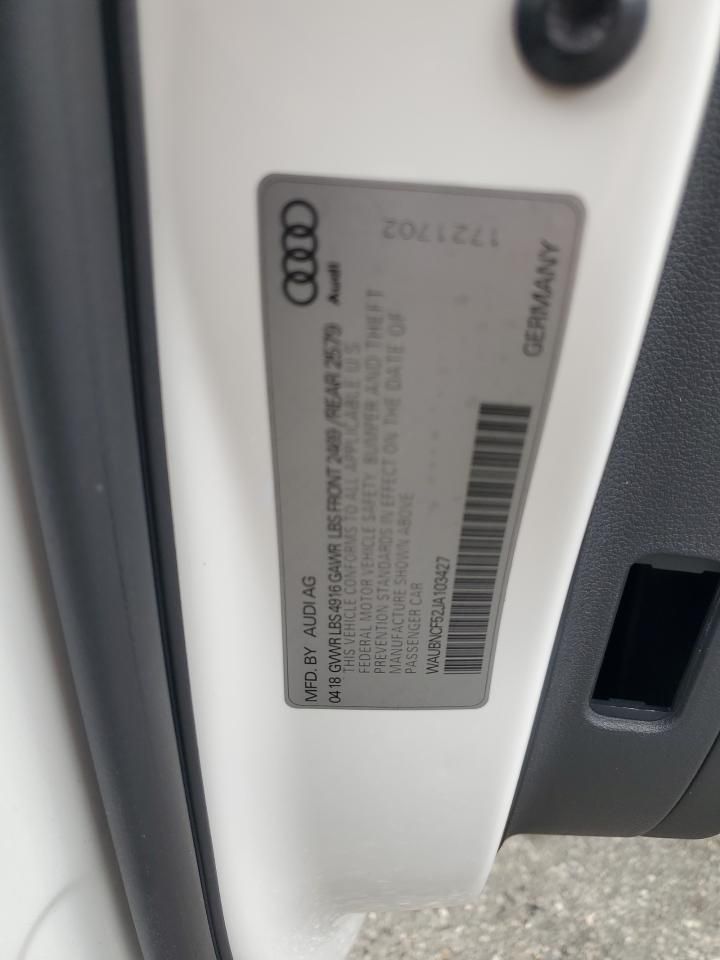 Audi
1721702
MFD. BY AUDI AG
04 18 GVWR LBS 4916 GAWR LBS FRONT /REAR 2579
THIS VEHICLE CONFORMS TO ALL APPLICABLE U S
FEDERAL MOTOR VEHICLE SAFETY, BUMPER AND THEFT
PREVENTION STANDARDS IN EFFECT ON THE DATE OF
MANUFACTURE SHOWN ABOVE
PASSENGER CAR
WAUBNCF52JA103427
GERMANY